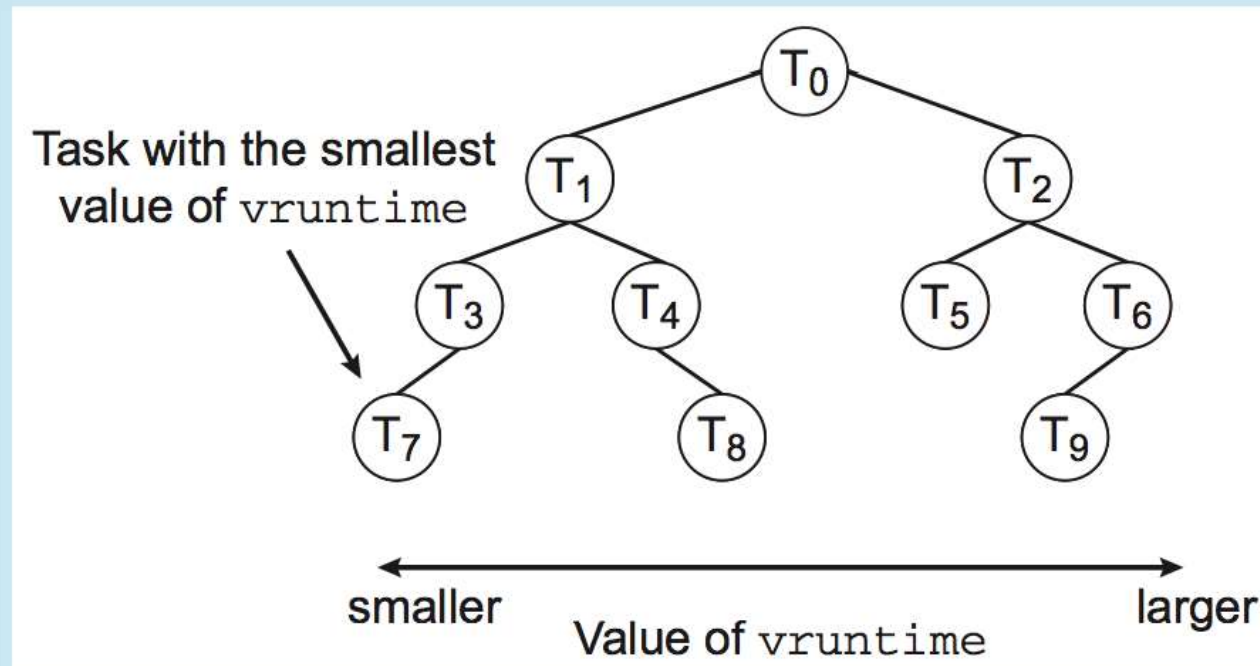 T0
Task with the smallest
value of vruntime
T1
T2
T3
T4
T5
T6
T7
T8
T9
smaller
larger
Value of vruntime